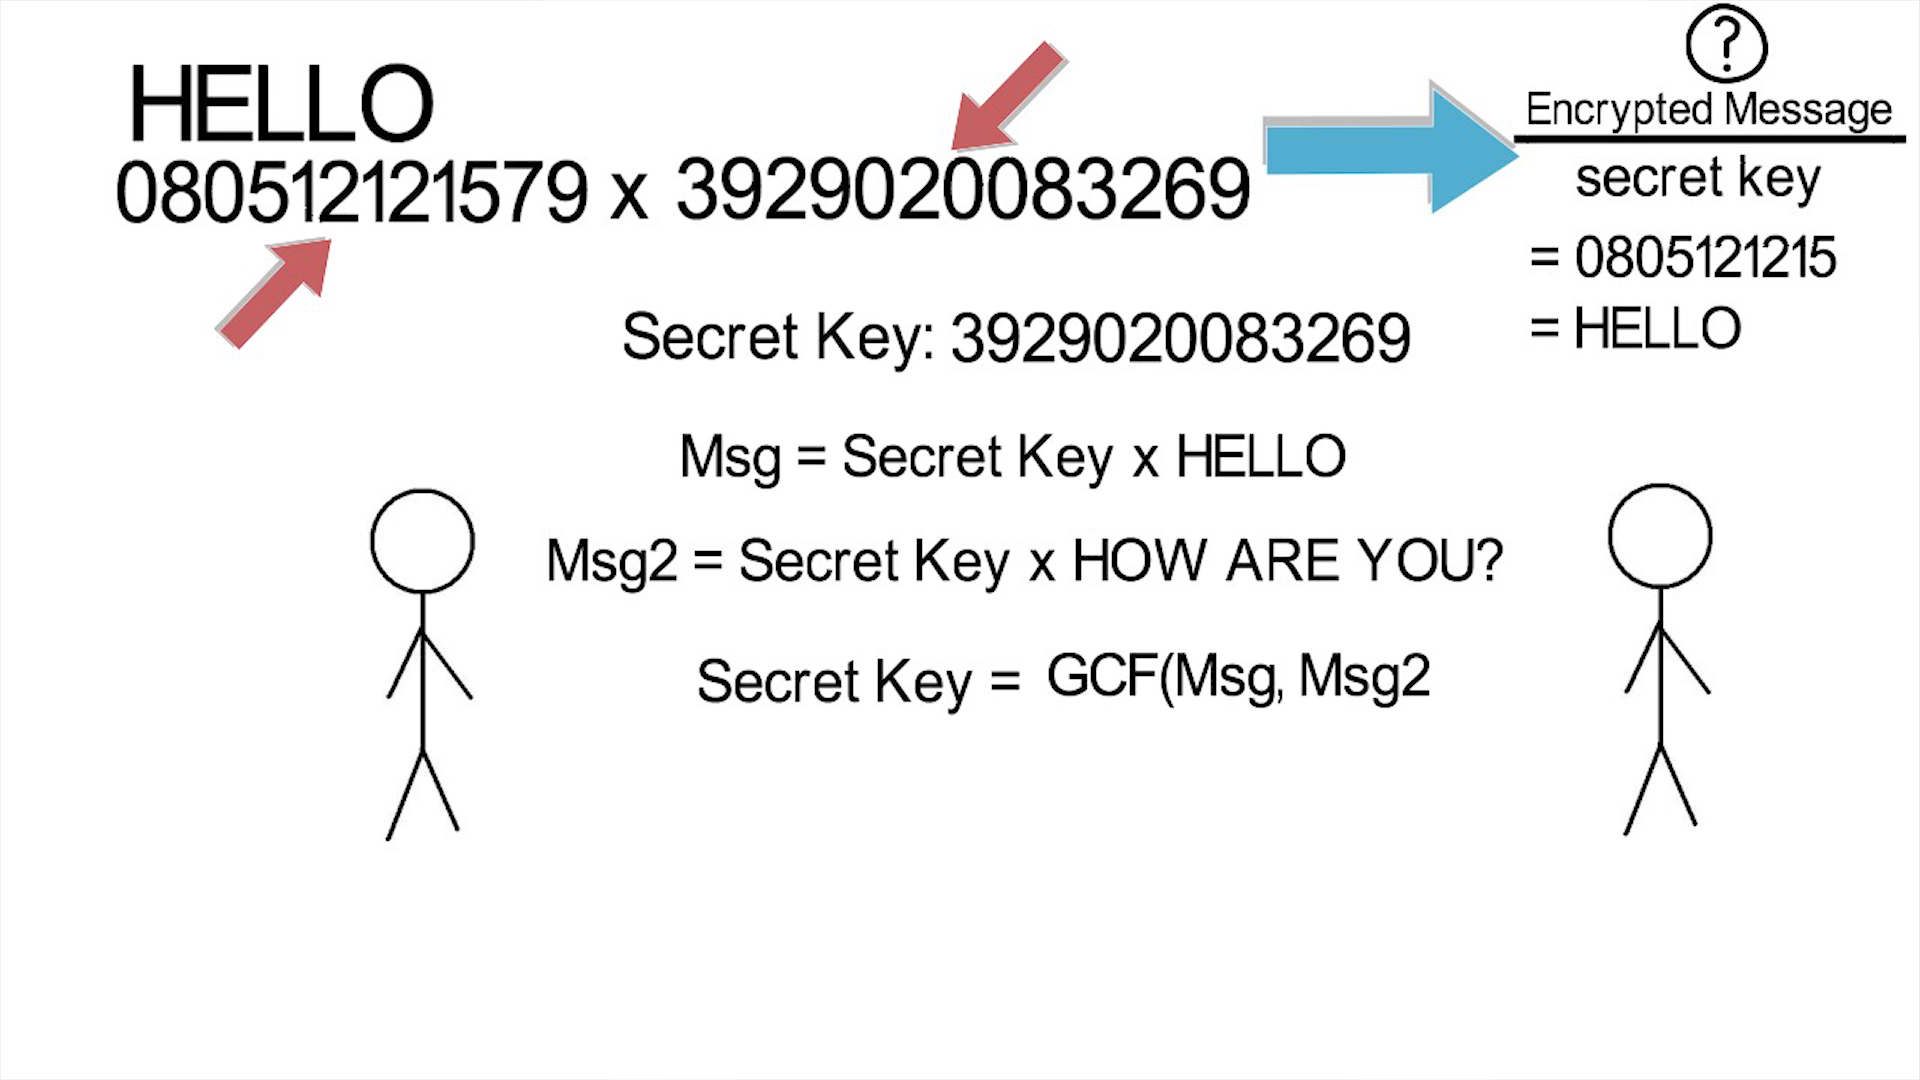 HELLO
080512121579 x 3929020083269
?
Encrypted Message
secret key
= 0805121215
= HELLO
Secret Key: 3929020083269
Msg = Secret Key x HELLO
Msg2 = Secret Key x HOW ARE YOU?
Secret Key = GCF(Msg, Msg2